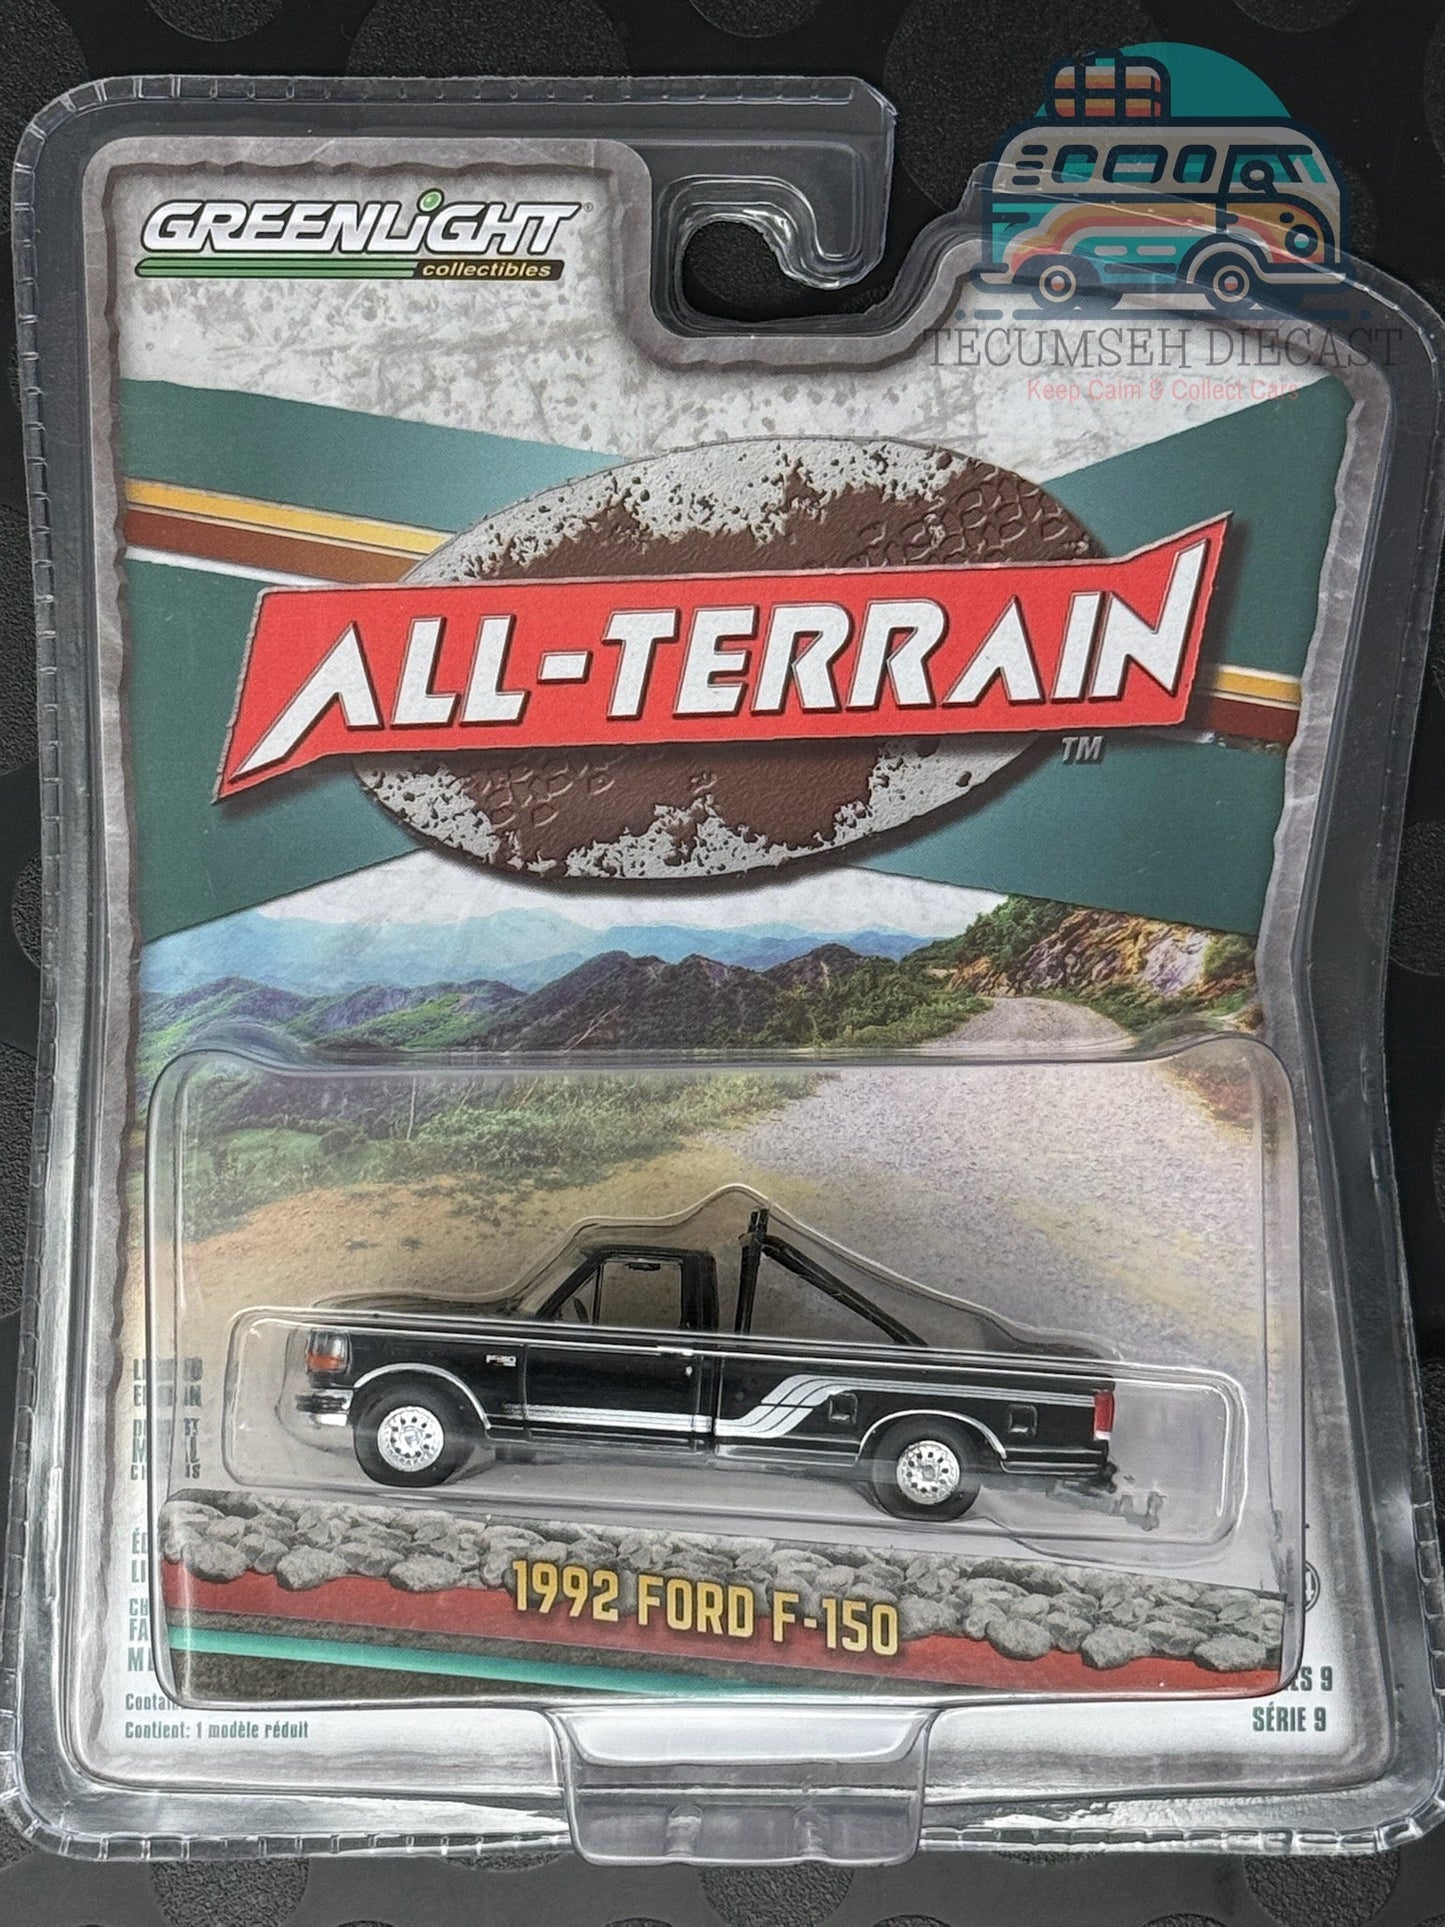 GREENLiGHT®
collectibles
TECUMSEH DIECAST
Keep Calm & Collect Cars
ALL-TERRAIN
TM
F-150
1992 FORD F-150
Contient: 1 modèle réduit
SÉRIE 9